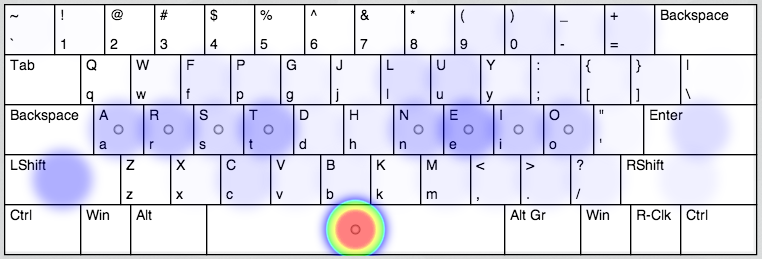 ~ ! @ # $ % ^ & * ( ) _ + Backspace
` 1 2 3 4 5 6 7 8 9 0 - =
Tab Q W F P G J L U Y : { } |
q w f p g j l u y ; [ ] \
Backspace A R S T D H N E I O " Enter
a r s t d h n e i o '
LShift Z X C V B K M < > ? RShift
z x c v b k m , . /
Ctrl Win Alt Alt Gr Win R-Clk Ctrl